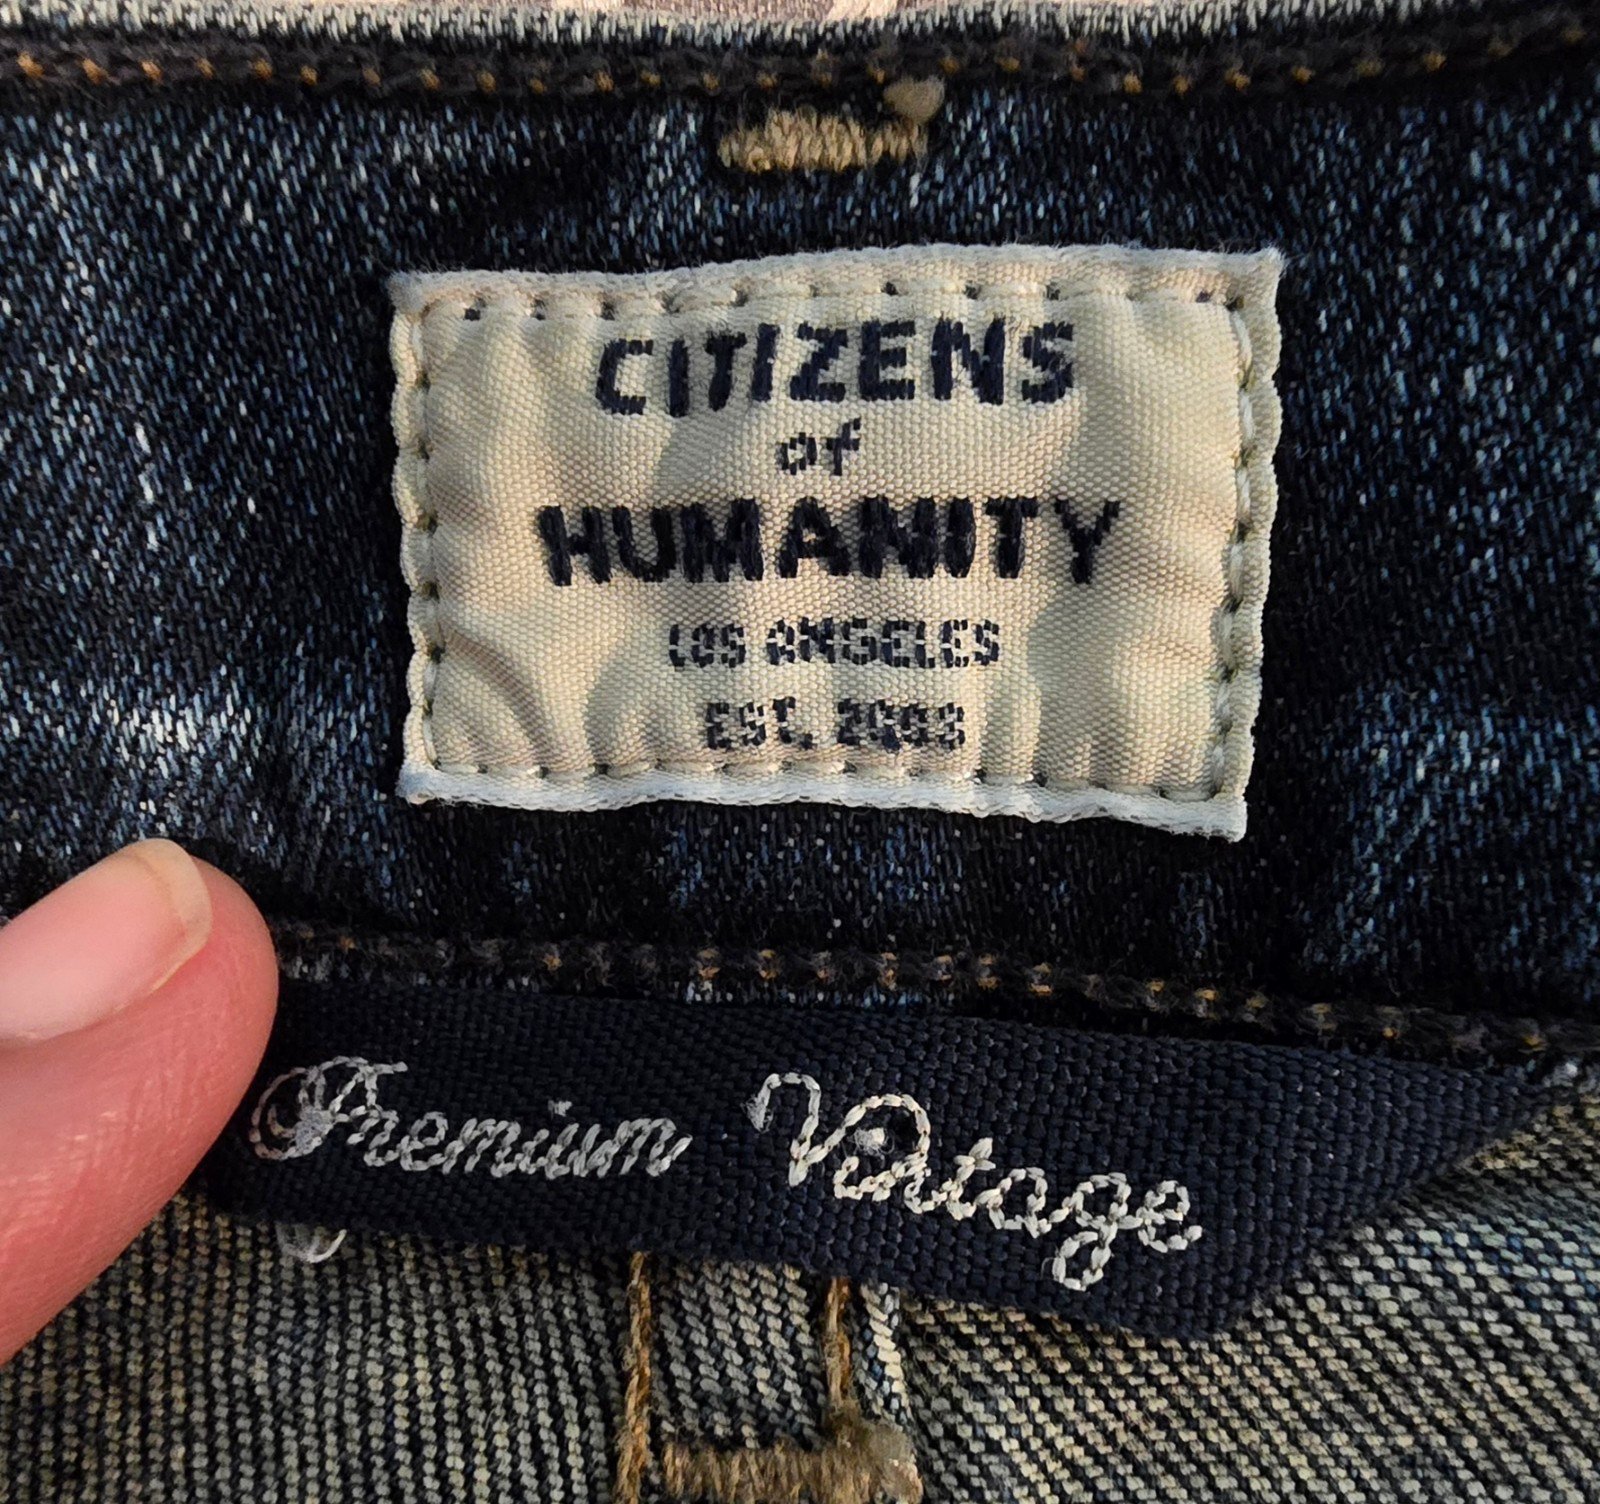 CITIZENS
of
HUMANITY
LOS ANGELES
EST. 2003
Premium Vintage